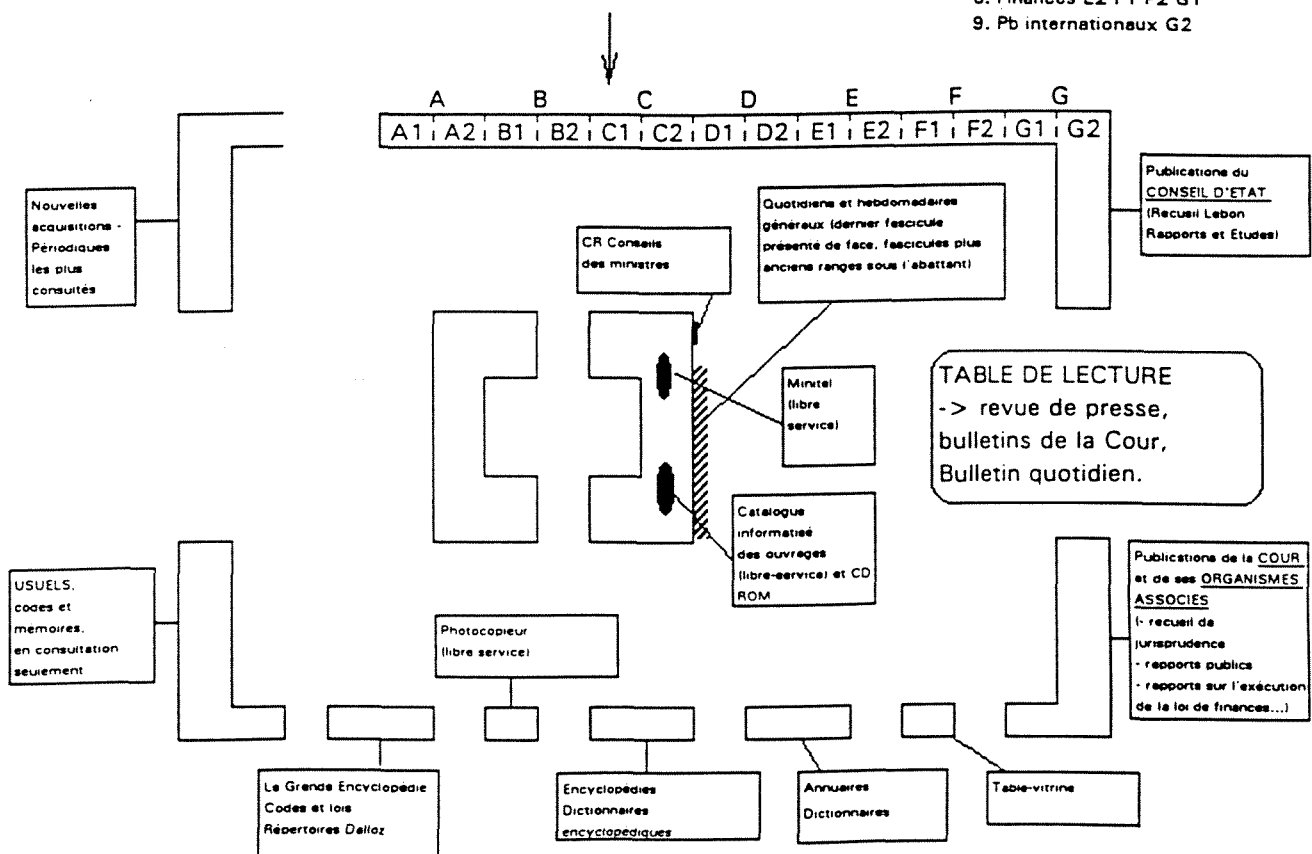 9. Pb internationaux G2
A B C D E F G
A1 A2 B1 B2 C1 C2 D1 D2 E1 E2 F1 F2 G1 G2
Nouvelles
acquisitions -
Périodiques
les plus
consultés
CR Conseils
des ministres
Quotidiens et hebdomadaires
généraux (dernier fascicule
présenté de face, fascicules plus
anciens ranges sous l'abattant)
Publications du
CONSEIL D'ETAT
(Recueil Lebon
Rapports et Etudes)
Minitel
(libre
service)
TABLE DE LECTURE
-> revue de presse,
bulletins de la Cour,
Bulletin quotidien.
Catalogue
informatisé
des ouvrages
(libre-service) et CD
ROM
USUELS,
codes et
mémoires,
en consultation
seulement
Photocopieur
(libre service)
Publications de la COUR
et de ses ORGANISMES
ASSOCIES
(- recueil de
jurisprudence
- rapports publics
- rapports sur l'exécution
de la loi de finances...)
La Grande Encyclopédie
Codes et lois
Répertoires Dalloz
Encyclopédies
Dictionnaires
encyclopédiques
Annuaires
Dictionnaires
Table-vitrine